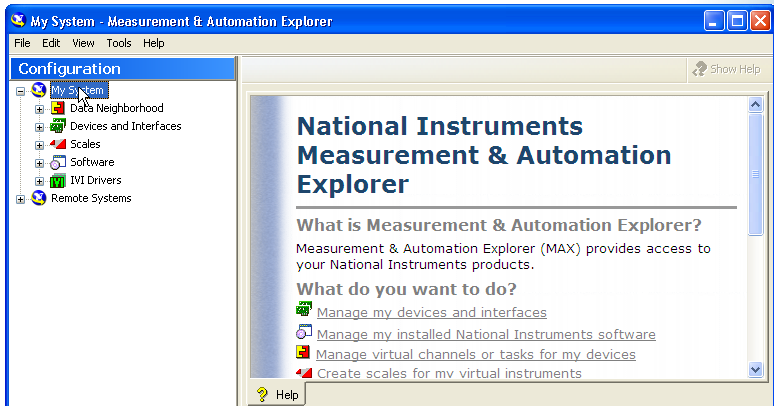 My System - Measurement & Automation Explorer
File Edit View Tools Help
Configuration
Show Help
My System
Data Neighborhood
Devices and Interfaces
Scales
Software
IVI Drivers
Remote Systems
National Instruments
Measurement & Automation
Explorer
What is Measurement & Automation Explorer?
Measurement & Automation Explorer (MAX) provides access to
your National Instruments products.
What do you want to do?
Manage my devices and interfaces
Manage my installed National Instruments software
Manage virtual channels or tasks for my devices
Create scales for my virtual instruments
Help